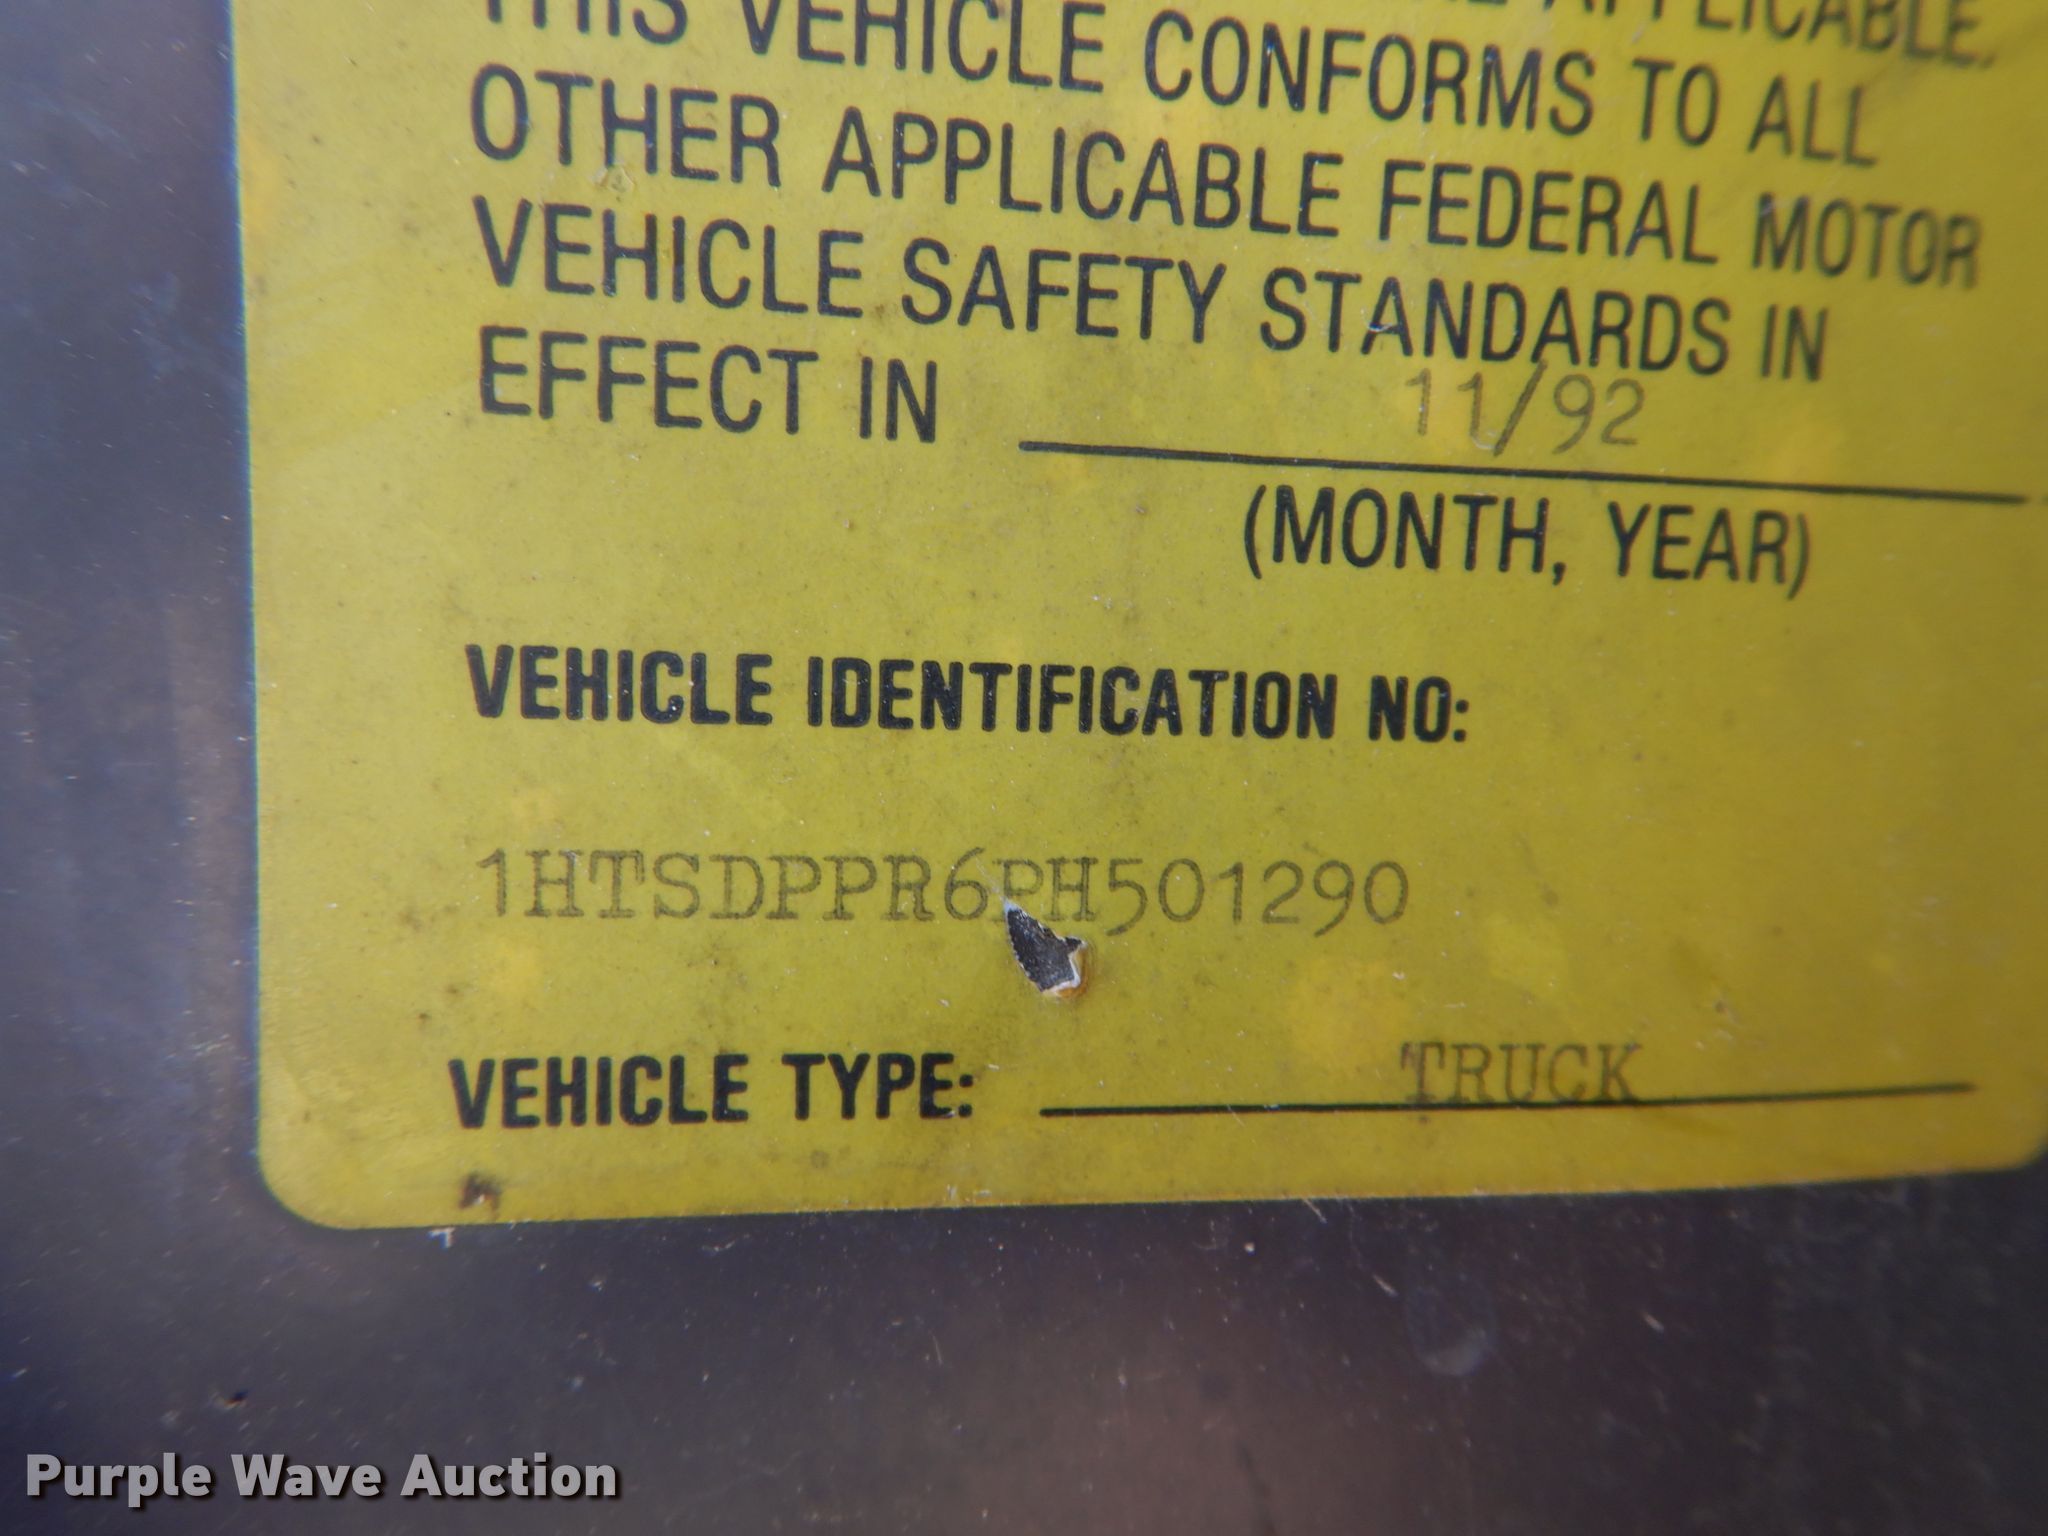 APPLICABLE.
THIS VEHICLE CONFORMS TO ALL
OTHER APPLICABLE FEDERAL MOTOR
VEHICLE SAFETY STANDARDS IN
EFFECT IN 11/92
(MONTH, YEAR)
VEHICLE IDENTIFICATION NO:
1HTSDPPR6PH501290
VEHICLE TYPE: TRUCK
Purple Wave Auction